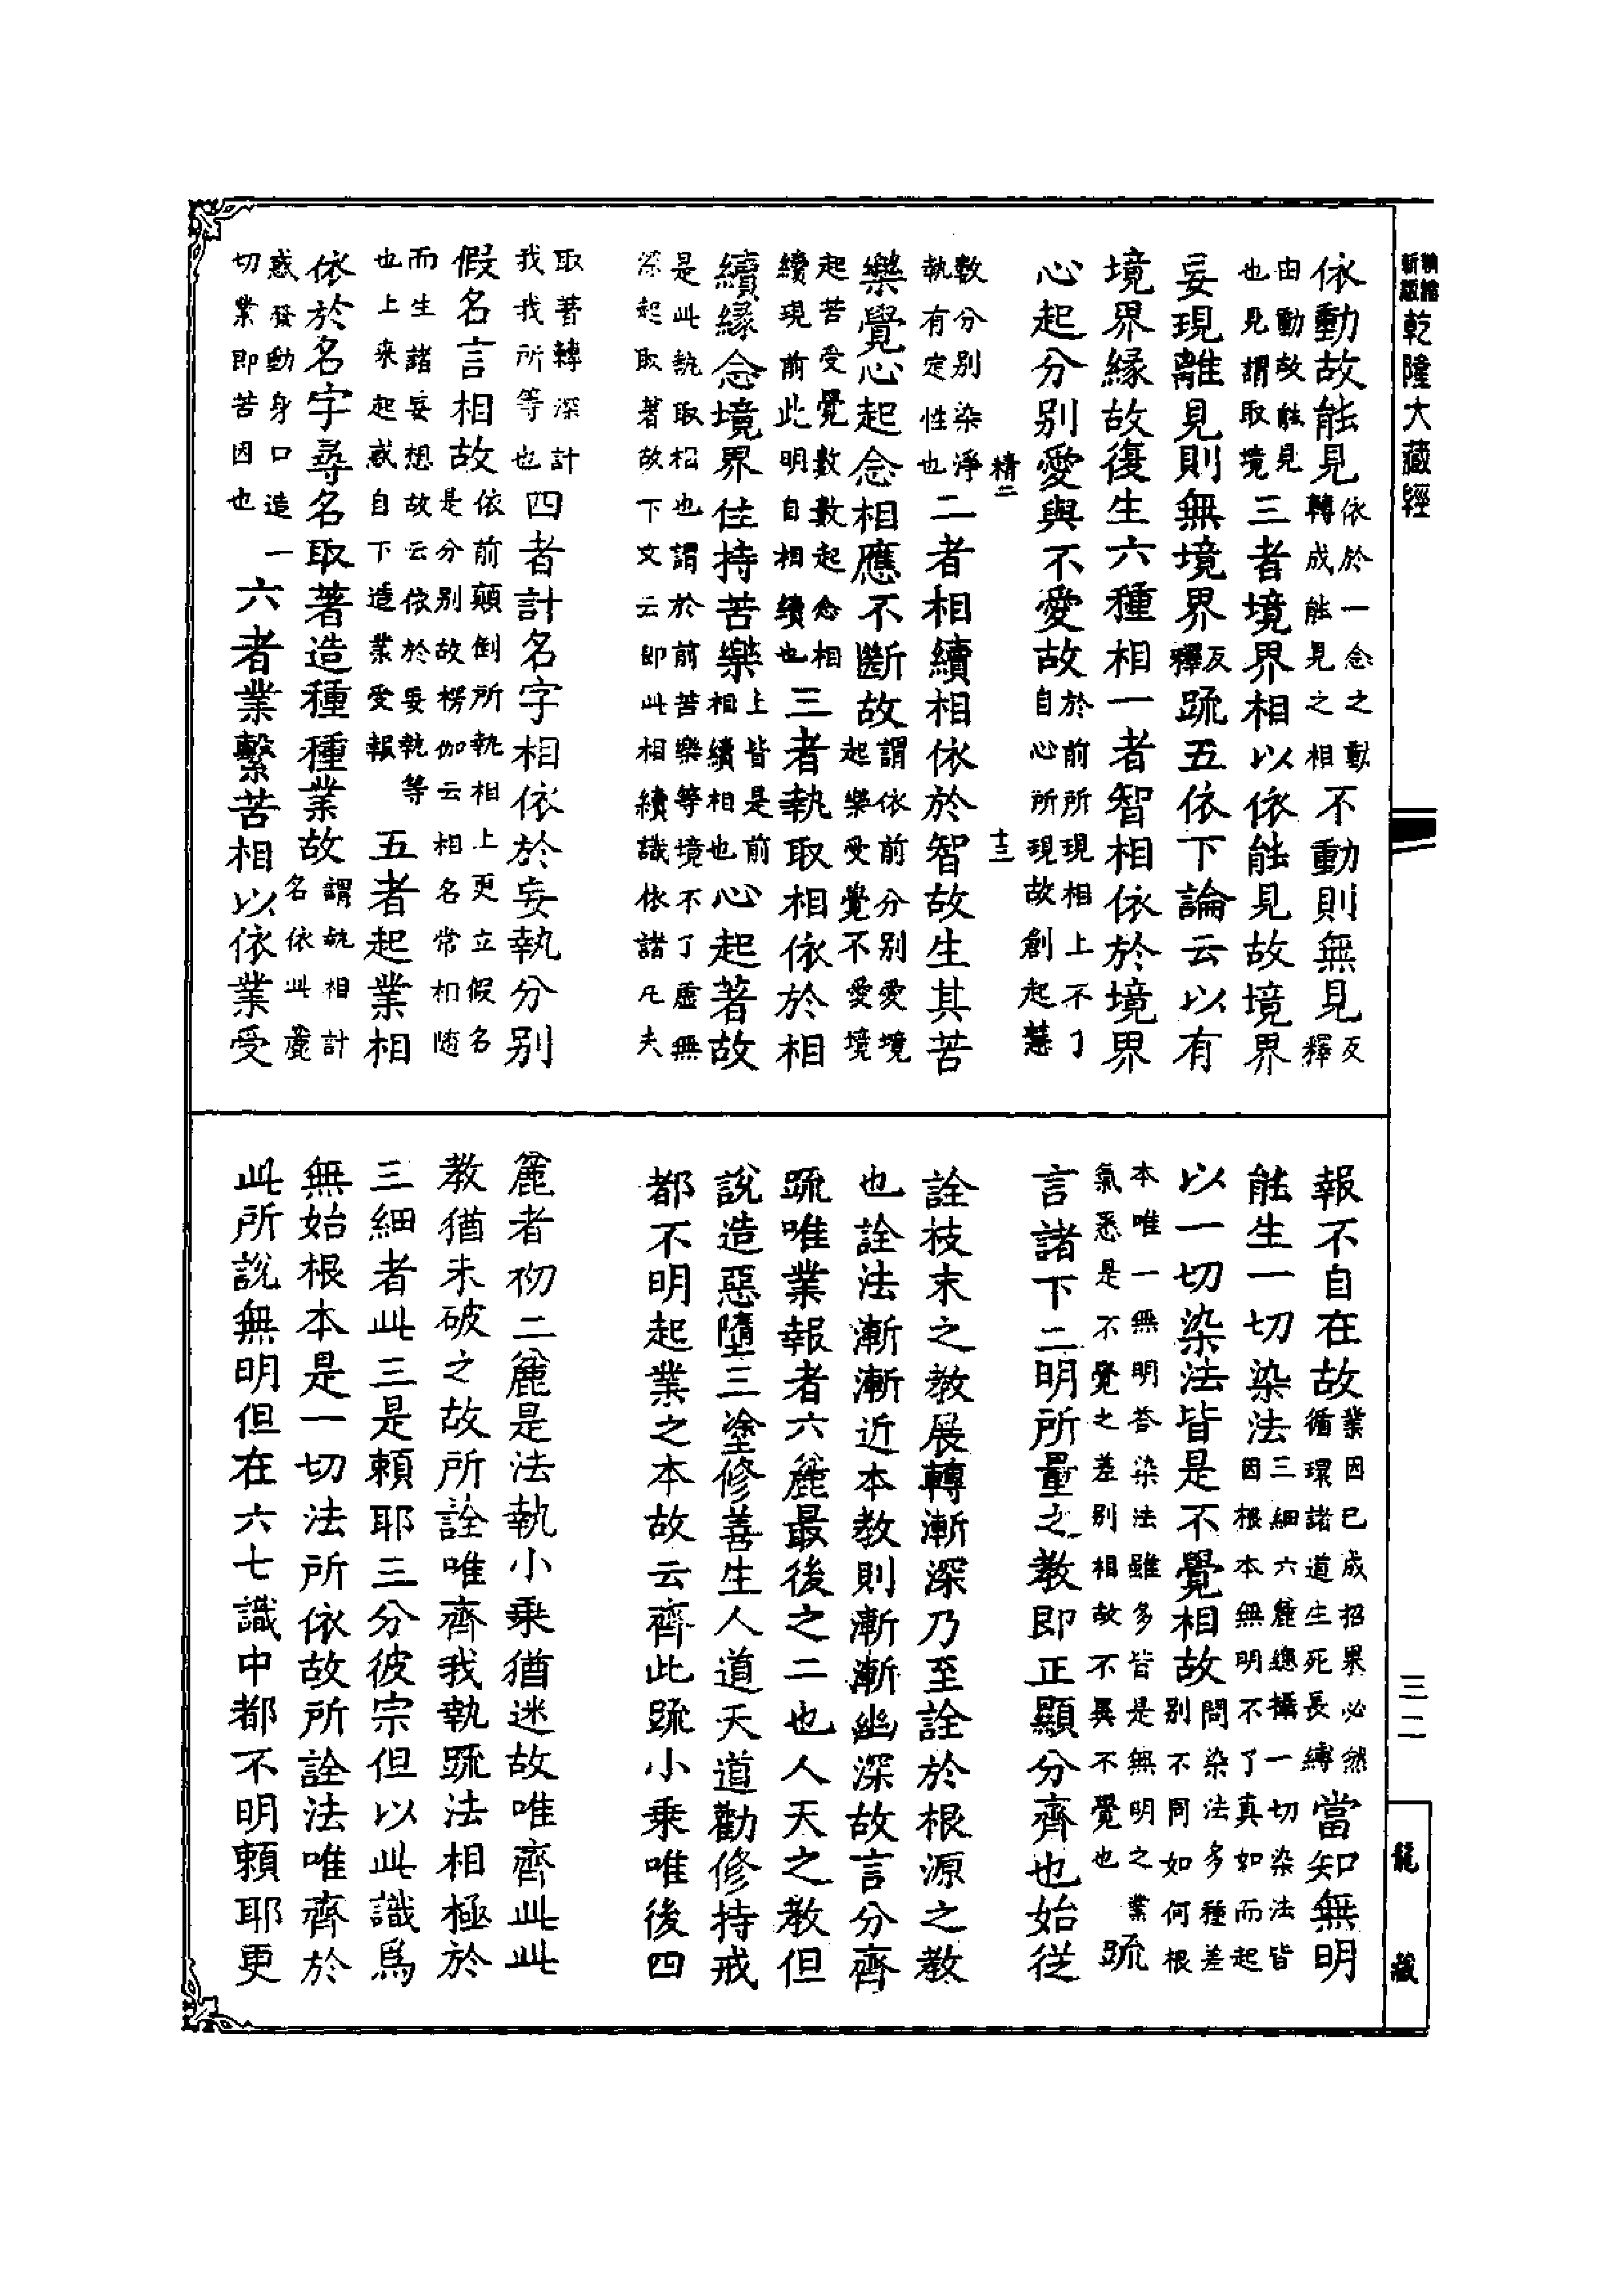 新版乾隆大藏經
依動故能見依於一念之動轉成能見之相不動則無見反釋
由動故能見也見謂取境三者境界相以依能見故境界
妄現離見則無境界反釋䟽五依下論云以有
境界緣故復生六種相一者智相依於境界
心起分別愛與不愛故於前所現相上不了自心所現故創起慧
精二
十三
數分別染淨執有定性也二者相續相依於智故生其苦
樂覺心起念相應不斷故謂依前分別愛境起樂受覺不愛境
起苦受覺數數起念相續現前此明自相續也三者執取相依於相
續緣念境界住持苦樂上皆是前相續相也心起著故
是此執取相也謂於前苦樂等境不了虛無深起取著故下文云即此相續識依諸凡夫
取著轉深計我我所等也四者計名字相依於妄執分別
假名言相故依前顛倒所執相上更立假名是分別故楞伽云相名常相隨
而生諸妄想故云依於妄執等也上来起惑自下造業受報五者起業相
依於名字尋名取著造種種業故謂執相計名依此麤
惑發動身口造一切業即苦因也六者業繫苦相以依業受
報不自在故業因已成招果必然循環諸道生死長縛當知無明
能生一切染法三細六麤總攝一切染法皆因根本無明不了真如而起
以一切染法皆是不覺相故問染法多種差別不同如何根
本唯一無明答染法雖多皆是無明之業氣悉是不覺之差別相故不異不覺也䟽
言諸下二明所量之教即正顯分齊也始從
詮枝末之教展轉漸深乃至詮於根源之教
也詮法漸漸近本教則漸漸幽深故言分齊
䟽唯業報者六麤最後之二也人天之教但
說造惡墮三塗修善生人道天道勸修持戒
都不明起業之本故云齊此䟽小乘唯後四
麤者初二麤是法執小乘猶迷故唯齊此此
教猶未破之故所詮唯齊我執䟽法相極於
三細者此三是賴耶三分彼宗但以此識爲
無始根本是一切法所依故所詮法唯齊於
此所說無明但在六七識中都不明賴耶更
三二
龍藏